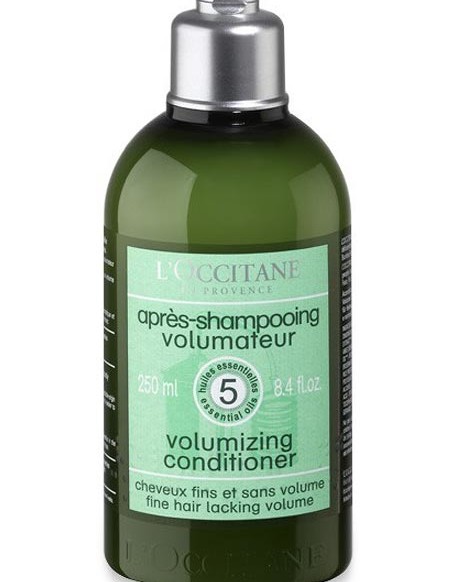 L'OCCITANE
EN PROVENCE
après-shampooing
volumateur
250 ml
huiles essentielles
5
essential oils
8.4 fl.oz.
volumizing
conditioner
cheveux fins et sans volume
fine hair lacking volume
L'OCCITANE